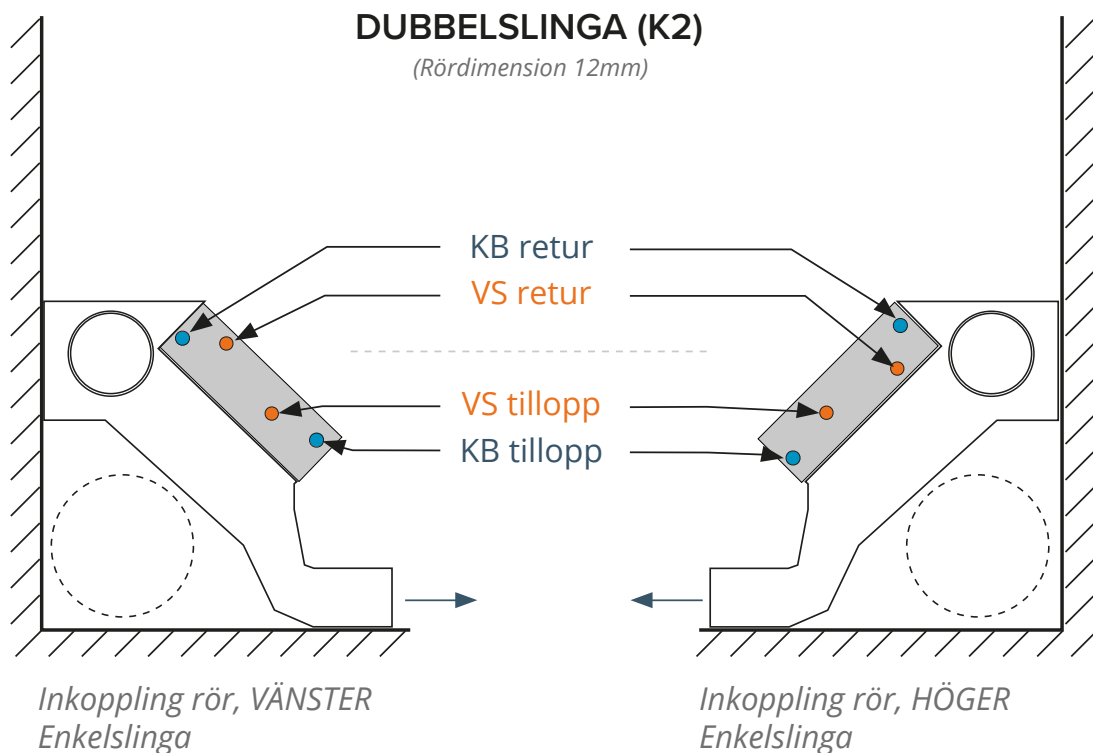 DUBBELSLINGA (K2)
(Rördimension 12mm)
KB retur
VS retur
VS tillopp
KB tillopp
Inkoppling rör, VÄNSTER
Enkelslinga
Inkoppling rör, HÖGER
Enkelslinga